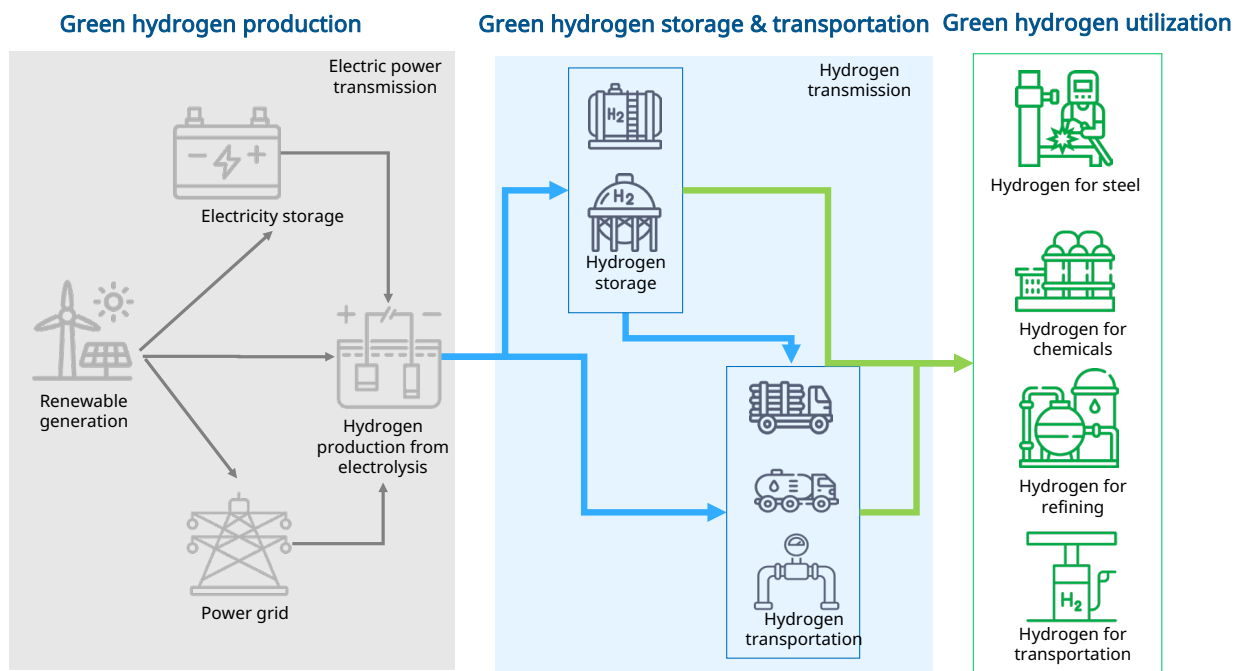 Green hydrogen production
Electric power
transmission
Electricity storage
Renewable
generation
+
−
Hydrogen
production from
electrolysis
Power grid
Green hydrogen storage & transportation
Hydrogen
transmission
H2
H2
Hydrogen
storage
Hydrogen
transportation
Green hydrogen utilization
Hydrogen for steel
Hydrogen for
chemicals
Hydrogen for
refining
H2
Hydrogen for
transportation